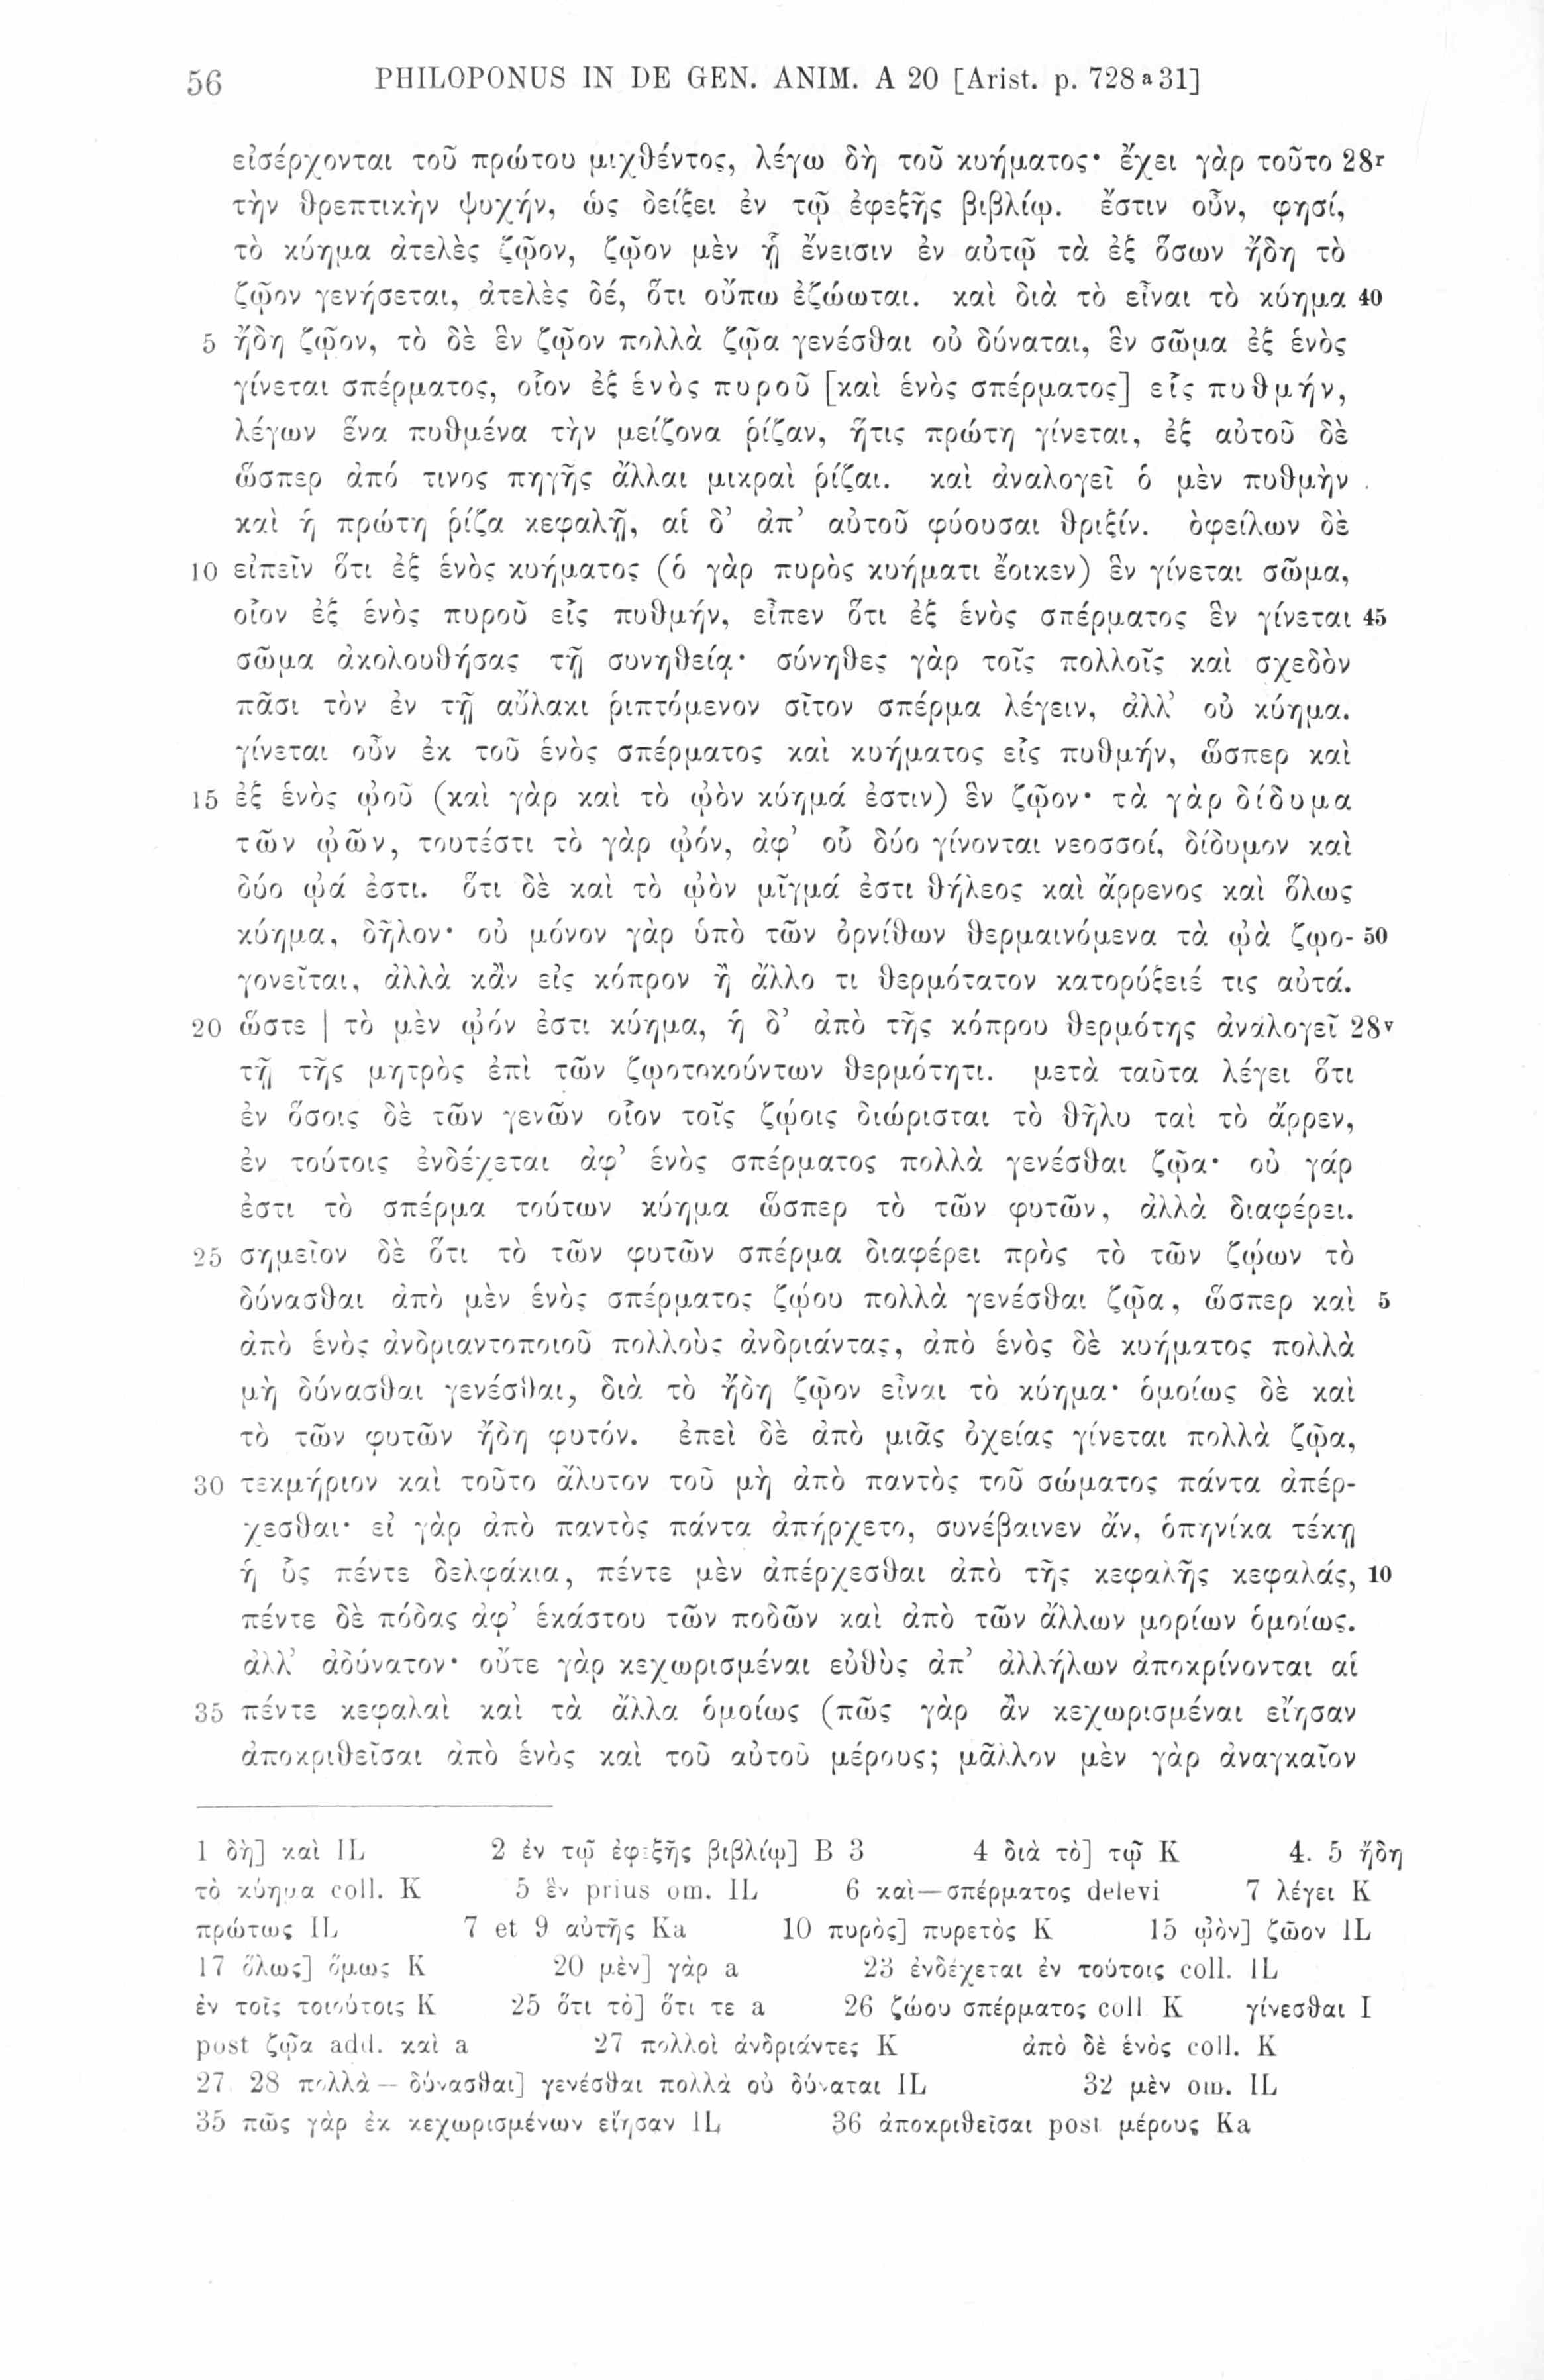 56 PHILOPONUS IN DE GEN. ANIM. A 20 [Arist. p. 728 a 31]
εἰσέρχονται τοῦ πρώτου μιχθέντος, λέγω δὴ τοῦ κυήματος· ἔχει γὰρ τοῦτο 28r
τὴν θρεπτικὴν ψυχήν, ὡς δείξει ἐν τῷ ἐφεξῆς βιβλίῳ. ἔστιν οὖν, φησί,
τὸ κύημα ἀτελὲς ζῷον, ζῷον μὲν ᾗ ἔνεισιν ἐν αὐτῷ τὰ ἐξ ὅσων ἤδη τὸ
ζῷον γενήσεται, ἀτελὲς δέ, ὅτι οὔπω ἐζώωται. καὶ διὰ τὸ εἶναι τὸ κύημα 40
5 ἤδη ζῷον, τὸ δὲ ἓν ζῷον πολλὰ ζῷα γενέσθαι οὐ δύναται, ἓν σῶμα ἐξ ἑνὸς
γίνεται σπέρματος, οἷον ἐξ ἑνὸς πυροῦ [καὶ ἑνὸς σπέρματος] εἷς πυθμήν,
λέγων ἕνα πυθμένα τὴν μείζονα ῥίζαν, ἥτις πρώτη γίνεται, ἐξ αὐτοῦ δὲ
ὥσπερ ἀπό τινος πηγῆς ἄλλαι μικραὶ ῥίζαι. καὶ ἀναλογεῖ ὁ μὲν πυθμὴν
καὶ ἡ πρώτη ῥίζα κεφαλῇ, αἱ δ’ ἀπ’ αὐτοῦ φύουσαι θριξίν. ὀφείλων δὲ
10 εἰπεῖν ὅτι ἐξ ἑνὸς κυήματος (ὁ γὰρ πυρὸς κυήματι ἔοικεν) ἓν γίνεται σῶμα,
οἷον ἐξ ἑνὸς πυροῦ εἷς πυθμήν, εἶπεν ὅτι ἐξ ἑνὸς σπέρματος ἓν γίνεται 45
σῶμα ἀκολουθήσας τῇ συνηθείᾳ· σύνηθες γὰρ τοῖς πολλοῖς καὶ σχεδὸν
πᾶσι τὸν ἐν τῇ αὔλακι ῥιπτόμενον σῖτον σπέρμα λέγειν, ἀλλ’ οὐ κύημα.
γίνεται οὖν ἐκ τοῦ ἑνὸς σπέρματος καὶ κυήματος εἷς πυθμήν, ὥσπερ καὶ
15 ἐξ ἑνὸς ᾠοῦ (καὶ γὰρ καὶ τὸ ᾠὸν κύημά ἐστιν) ἓν ζῷον· τὰ γὰρ δίδυμα
τῶν ᾠῶν, τουτέστι τὸ γὰρ ᾠόν, ἀφ’ οὗ δύο γίνονται νεοσσοί, δίδυμον καὶ
δύο ᾠά ἐστι. ὅτι δὲ καὶ τὸ ᾠὸν μῖγμά ἐστι θήλεος καὶ ἄρρενος καὶ ὅλως
κύημα, δῆλον· οὐ μόνον γὰρ ὑπὸ τῶν ὀρνίθων θερμαινόμενα τὰ ᾠὰ ζῳο- 50
γονεῖται, ἀλλὰ κἂν εἰς κόπρον ἢ ἄλλο τι θερμότατον κατορύξειέ τις αὐτά.
20 ὥστε | τὸ μὲν ᾠόν ἐστι κύημα, ἡ δ’ ἀπὸ τῆς κόπρου θερμότης ἀναλογεῖ 28v
τῇ τῆς μητρὸς ἐπὶ τῶν ζῳοτοκούντων θερμότητι. μετὰ ταῦτα λέγει ὅτι
ἐν ὅσοις δὲ τῶν γενῶν οἷον τοῖς ζῴοις διώρισται τὸ θῆλυ ταὶ τὸ ἄρρεν,
ἐν τούτοις ἐνδέχεται ἀφ’ ἑνὸς σπέρματος πολλὰ γενέσθαι ζῷα· οὐ γάρ
ἐστι τὸ σπέρμα τούτων κύημα ὥσπερ τὸ τῶν φυτῶν, ἀλλὰ διαφέρει.
25 σημεῖον δὲ ὅτι τὸ τῶν φυτῶν σπέρμα διαφέρει πρὸς τὸ τῶν ζῴων τὸ
δύνασθαι ἀπὸ μὲν ἑνὸς σπέρματος ζῴου πολλὰ γενέσθαι ζῷα, ὥσπερ καὶ 5
ἀπὸ ἑνὸς ἀνδριαντοποιοῦ πολλοὺς ἀνδριάντας, ἀπὸ ἑνὸς δὲ κυήματος πολλὰ
μὴ δύνασθαι γενέσθαι, διὰ τὸ ἤδη ζῷον εἶναι τὸ κύημα· ὁμοίως δὲ καὶ
τὸ τῶν φυτῶν ἤδη φυτόν. ἐπεὶ δὲ ἀπὸ μιᾶς ὀχείας γίνεται πολλὰ ζῷα,
30 τεκμήριον καὶ τοῦτο ἄλυτον τοῦ μὴ ἀπὸ παντὸς τοῦ σώματος πάντα ἀπέρ-
χεσθαι· εἰ γὰρ ἀπὸ παντὸς πάντα ἀπήρχετο, συνέβαινεν ἄν, ὁπηνίκα τέκῃ
ἡ ὗς πέντε δελφάκια, πέντε μὲν ἀπέρχεσθαι ἀπὸ τῆς κεφαλῆς κεφαλάς, 10
πέντε δὲ πόδας ἀφ’ ἑκάστου τῶν ποδῶν καὶ ἀπὸ τῶν ἄλλων μορίων ὁμοίως.
ἀλλ’ ἀδύνατον· οὔτε γὰρ κεχωρισμέναι εὐθὺς ἀπ’ ἀλλήλων ἀποκρίνονται αἱ
35 πέντε κεφαλαὶ καὶ τὰ ἄλλα ὁμοίως (πῶς γὰρ ἂν κεχωρισμέναι εἴησαν
ἀποκριθεῖσαι ἀπὸ ἑνὸς καὶ τοῦ αὐτοῦ μέρους; μᾶλλον μὲν γὰρ ἀναγκαῖον
1 δὴ] καὶ IL 2 ἐν τῷ ἐφεξῆς βιβλίῳ] B 3 4 διὰ τὸ] τῷ K 4. 5 ἤδη
τὸ κύημα coll. K 5 ἓν prius om. IL 6 καὶ—σπέρματος delevi 7 λέγει K
πρώτως IL 7 et 9 αὐτῆς Ka 10 πυρὸς] πυρετὸς K 15 ᾠὸν] ζῶον IL
17 ὅλως] ὅμως K 20 μὲν] γὰρ a 23 ἐνδέχεται ἐν τούτοις coll. IL
ἐν τοῖς τοιούτοις K 25 ὅτι τὸ] ὅτι τε a 26 ζώου σπέρματος coll K γίνεσθαι I
post ζῷα add. καὶ a 27 πολλοὶ ἀνδριάντες K ἀπὸ δὲ ἑνὸς coll. K
27. 28 πολλὰ — δύνασθαι] γενέσθαι πολλὰ οὐ δύναται IL 32 μὲν om. IL
35 πῶς γὰρ ἐκ κεχωρισμένων εἴησαν IL 36 ἀποκριθεῖσαι post μέρους Ka